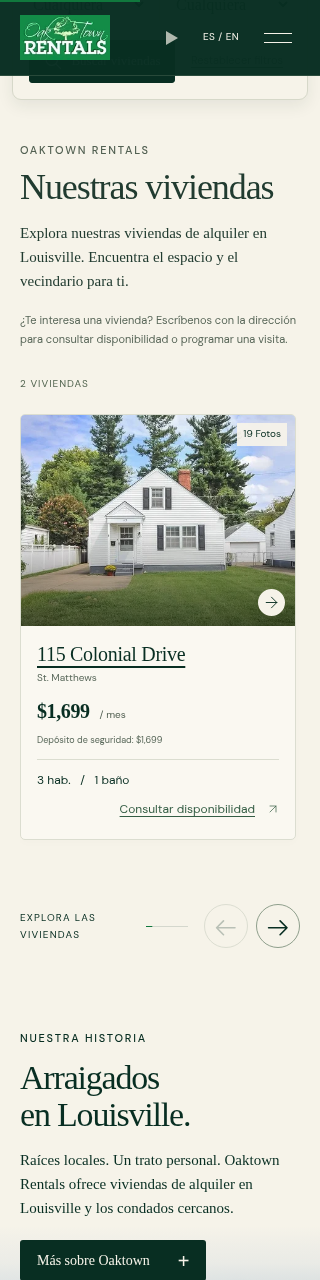 Oak Town
RENTALS
ES / EN
OAKTOWN RENTALS
Nuestras viviendas
Explora nuestras viviendas de alquiler en
Louisville. Encuentra el espacio y el
vecindario para ti.
¿Te interesa una vivienda? Escríbenos con la dirección
para consultar disponibilidad o programar una visita.
2 VIVIENDAS
19 Fotos
115 Colonial Drive
St. Matthews
$1,699 / mes
Depósito de seguridad: $1,699
3 hab. / 1 baño
Consultar disponibilidad
EXPLORA LAS
VIVIENDAS
NUESTRA HISTORIA
Arraigados
en Louisville.
Raíces locales. Un trato personal. Oaktown
Rentals ofrece viviendas de alquiler en
Louisville y los condados cercanos.
Más sobre Oaktown +